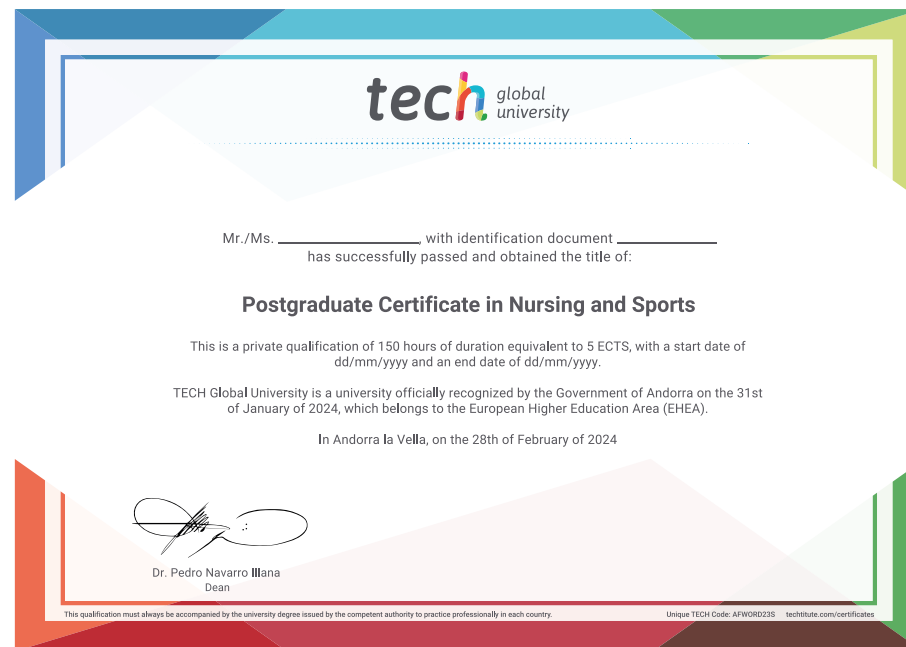 tech global university
Mr./Ms. ____________, with identification document ____________
has successfully passed and obtained the title of:
Postgraduate Certificate in Nursing and Sports
This is a private qualification of 150 hours of duration equivalent to 5 ECTS, with a start date of
dd/mm/yyyy and an end date of dd/mm/yyyy.
TECH Global University is a university officially recognized by the Government of Andorra on the 31st
of January of 2024, which belongs to the European Higher Education Area (EHEA).
In Andorra la Vella, on the 28th of February of 2024
Dr. Pedro Navarro Illana
Dean
This qualification must always be accompanied by the university degree issued by the competent authority to practice professionally in each country. Unique TECH Code: AFWORD23S techtitute.com/certificates